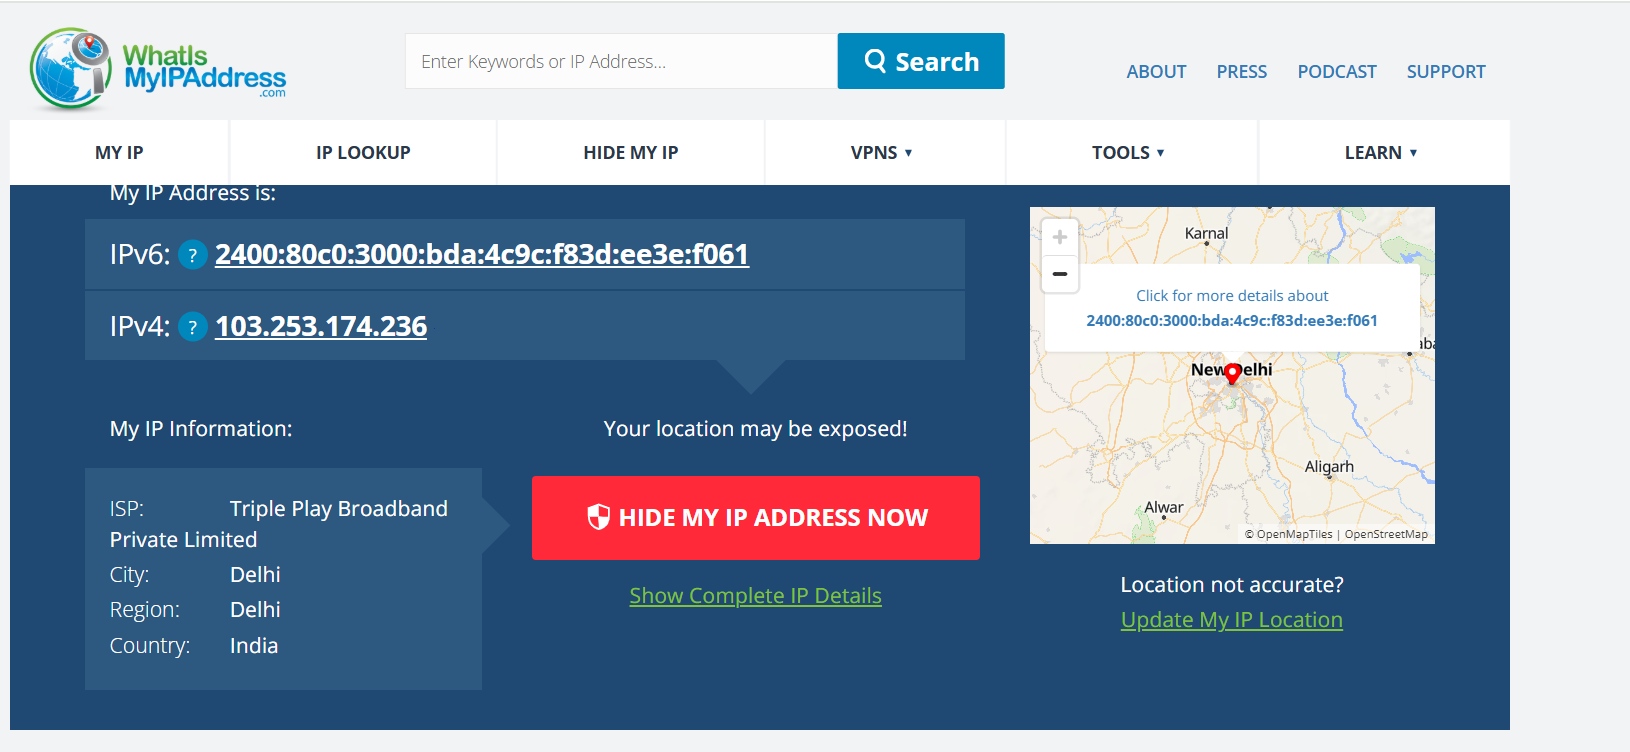 WhatIs
MyIPAddress
.com
Enter Keywords or IP Address...
Search
ABOUT PRESS PODCAST SUPPORT
MY IP IP LOOKUP HIDE MY IP VPNS ▾ TOOLS ▾ LEARN ▾
My IP Address is:
IPv6: ? 2400:80c0:3000:bda:4c9c:f83d:ee3e:f061
IPv4: ? 103.253.174.236
My IP Information:
ISP: Triple Play Broadband
Private Limited
City: Delhi
Region: Delhi
Country: India
Your location may be exposed!
HIDE MY IP ADDRESS NOW
Show Complete IP Details
+
−
Karnal
Click for more details about
2400:80c0:3000:bda:4c9c:f83d:ee3e:f061
New Delhi
Aligarh
Alwar
© OpenMapTiles | OpenStreetMap
Location not accurate?
Update My IP Location